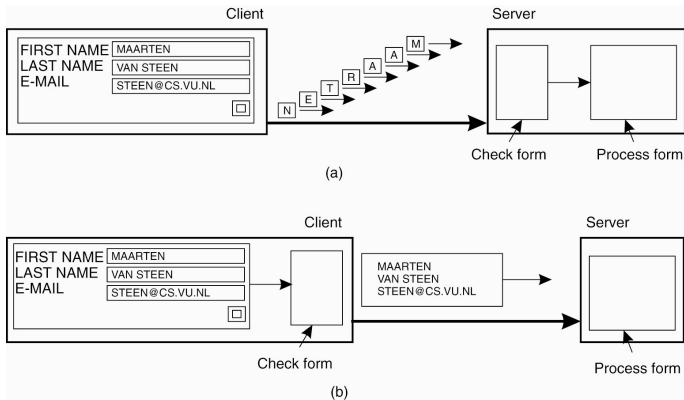 Client
Server
FIRST NAME MAARTEN
LAST NAME VAN STEEN
E-MAIL STEEN@CS.VU.NL
N E T R A A M
Check form
Process form
(a)
Client
Server
FIRST NAME MAARTEN
LAST NAME VAN STEEN
E-MAIL STEEN@CS.VU.NL
MAARTEN
VAN STEEN
STEEN@CS.VU.NL
Check form
Process form
(b)